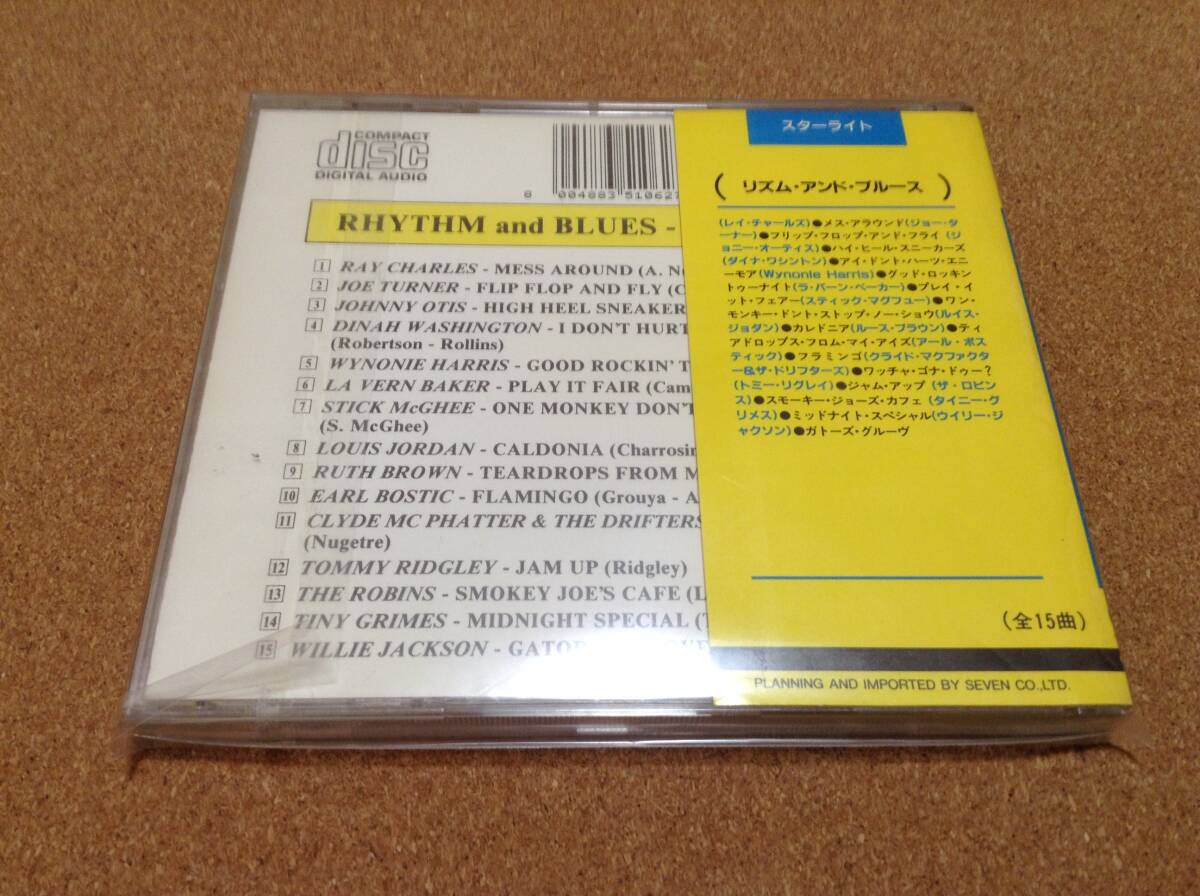 COMPACT
disc
DIGITAL AUDIO
8 004883 51062
RHYTHM and BLUES -
1 RAY CHARLES - MESS AROUND (A. N
2 JOE TURNER - FLIP FLOP AND FLY (C
3 JOHNNY OTIS - HIGH HEEL SNEAKER
4 DINAH WASHINGTON - I DON'T HURT
(Robertson - Rollins)
5 WYNONIE HARRIS - GOOD ROCKIN' T
6 LA VERN BAKER - PLAY IT FAIR (Cam
7 STICK McGHEE - ONE MONKEY DON'T
(S. McGhee)
8 LOUIS JORDAN - CALDONIA (Charrosin
9 RUTH BROWN - TEARDROPS FROM M
10 EARL BOSTIC - FLAMINGO (Grouya - A
11 CLYDE MC PHATTER & THE DRIFTERS
(Nugetre)
12 TOMMY RIDGLEY - JAM UP (Ridgley)
13 THE ROBINS - SMOKEY JOE'S CAFE (L
14 TINY GRIMES - MIDNIGHT SPECIAL (T
15 WILLIE JACKSON - GATOR
スターライト
(リズム・アンド・ブルース)
(レイ・チャールズ)●メス・アラウンド(ジョー・タ
ーナー)●フリップ・フロップ・アンド・フライ (ジ
ョニー・オーティス)●ハイ・ヒール・スニーカーズ
(ダイナ・ワシントン)●アイ・ドント・ハーツ・エニ
ーモア(Wynonie Harris)●グッド・ロッキン
トゥーナイト(ラ・バーン・ベーカー)●プレイ・イ
ット・フェアー(スティック・マグフュー)●ワン・
モンキー・ドント・ストップ・ノー・ショウ(ルイス・
ジョダン)●カレドニア(ルース・ブラウン)●ティ
アドロップス・フロム・マイ・アイズ(アール・ボス
ティック)●フラミンゴ(クライド・マクファクタ
ー&ザ・ドリフターズ)●ワッチャ・ゴナ・ドゥー?
(トミー・リグレイ)●ジャム・アップ (ザ・ロビン
ス)●スモーキー・ジョーズ・カフェ (タイニー・グ
リメス)●ミッドナイト・スペシャル(ウイリー・ジ
ャクソン)●ガトーズ・グルーヴ
(全15曲)
PLANNING AND IMPORTED BY SEVEN CO.,LTD.